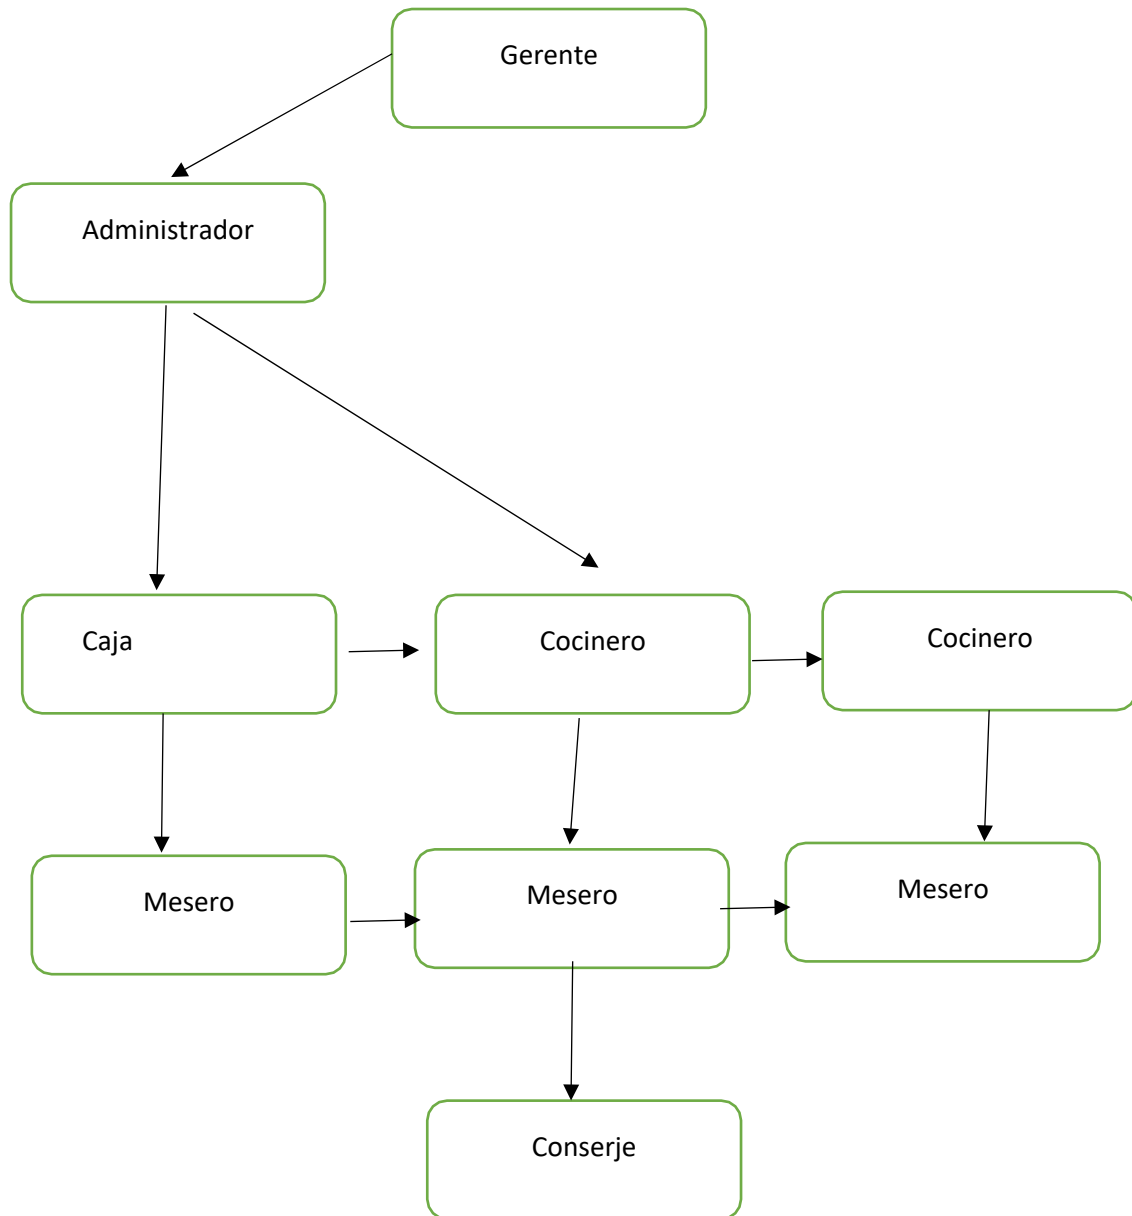 Gerente
Administrador
Caja
Cocinero
Cocinero
Mesero
Mesero
Mesero
Conserje